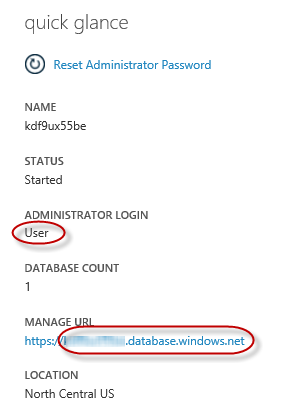 quick glance
Reset Administrator Password
NAME
kdf9ux55be
STATUS
Started
ADMINISTRATOR LOGIN
User
DATABASE COUNT
1
MANAGE URL
https:// .database.windows.net
LOCATION
North Central US